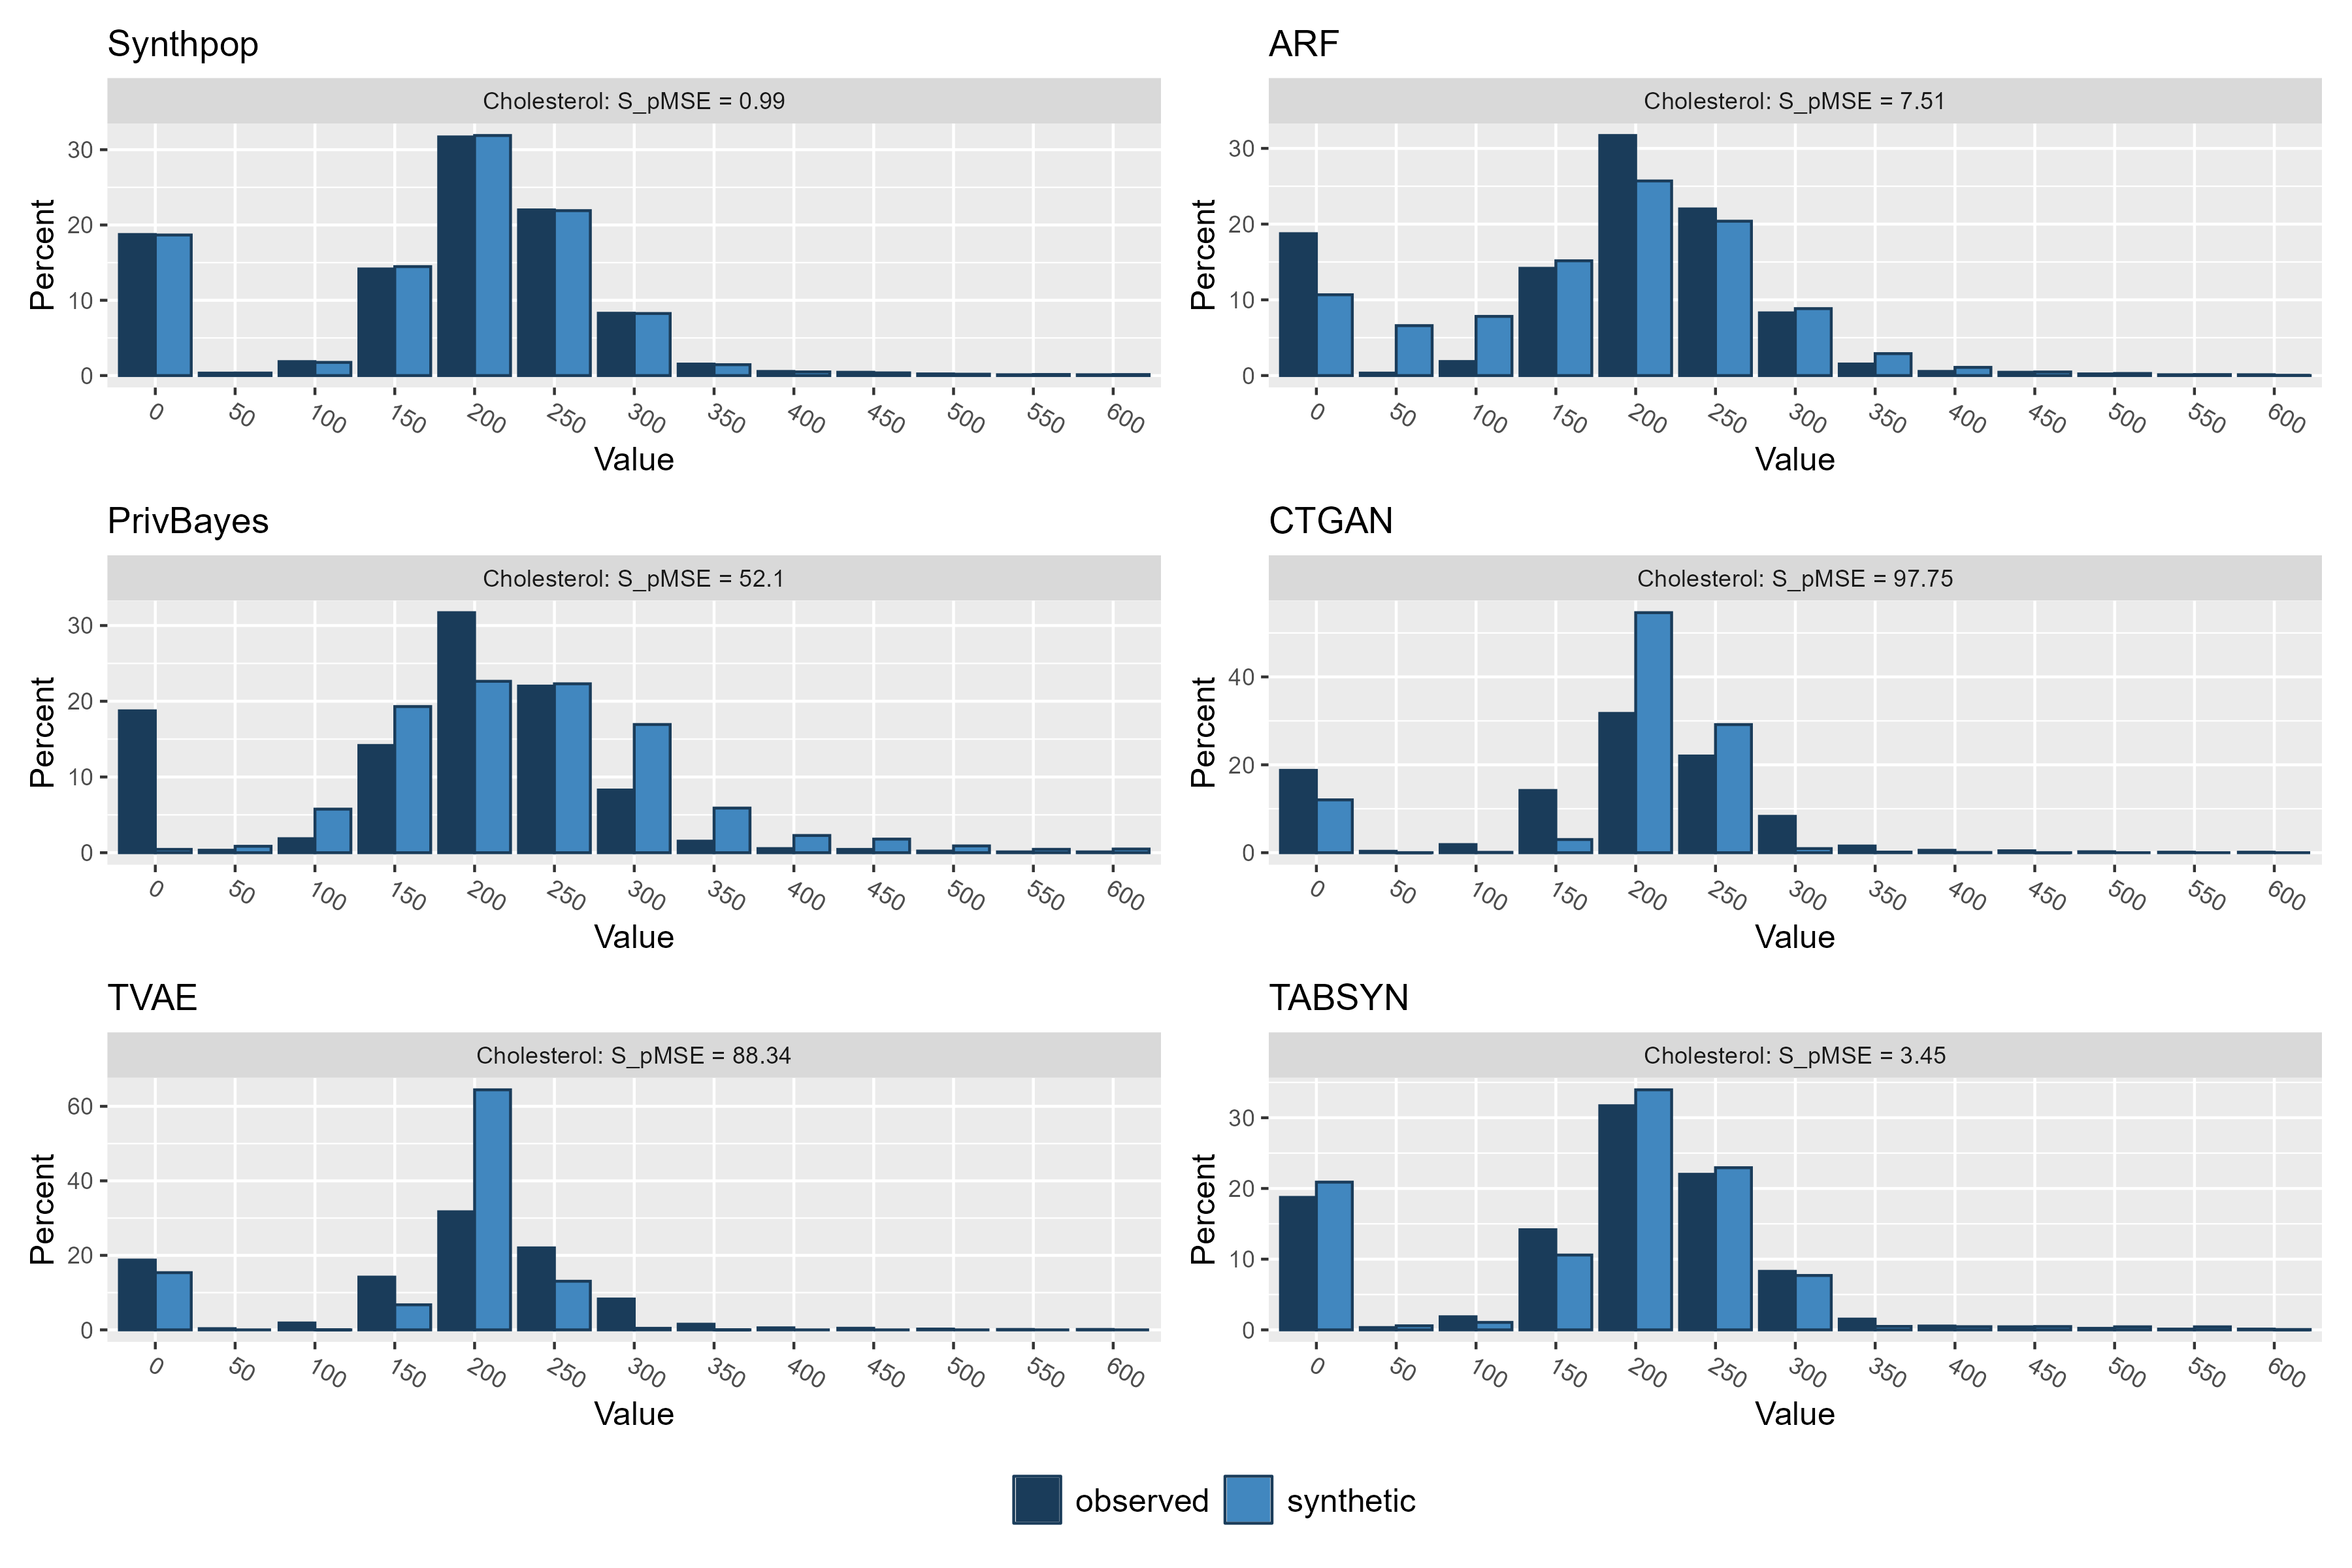 Synthpop
Cholesterol: S_pMSE = 0.99
Percent
30
20
10
0
0 50 100 150 200 250 300 350 400 450 500 550 600
Value
ARF
Cholesterol: S_pMSE = 7.51
Percent
30
20
10
0
0 50 100 150 200 250 300 350 400 450 500 550 600
Value
PrivBayes
Cholesterol: S_pMSE = 52.1
Percent
30
20
10
0
0 50 100 150 200 250 300 350 400 450 500 550 600
Value
CTGAN
Cholesterol: S_pMSE = 97.75
Percent
40
20
0
0 50 100 150 200 250 300 350 400 450 500 550 600
Value
TVAE
Cholesterol: S_pMSE = 88.34
Percent
60
40
20
0
0 50 100 150 200 250 300 350 400 450 500 550 600
Value
TABSYN
Cholesterol: S_pMSE = 3.45
Percent
30
20
10
0
0 50 100 150 200 250 300 350 400 450 500 550 600
Value
observed synthetic